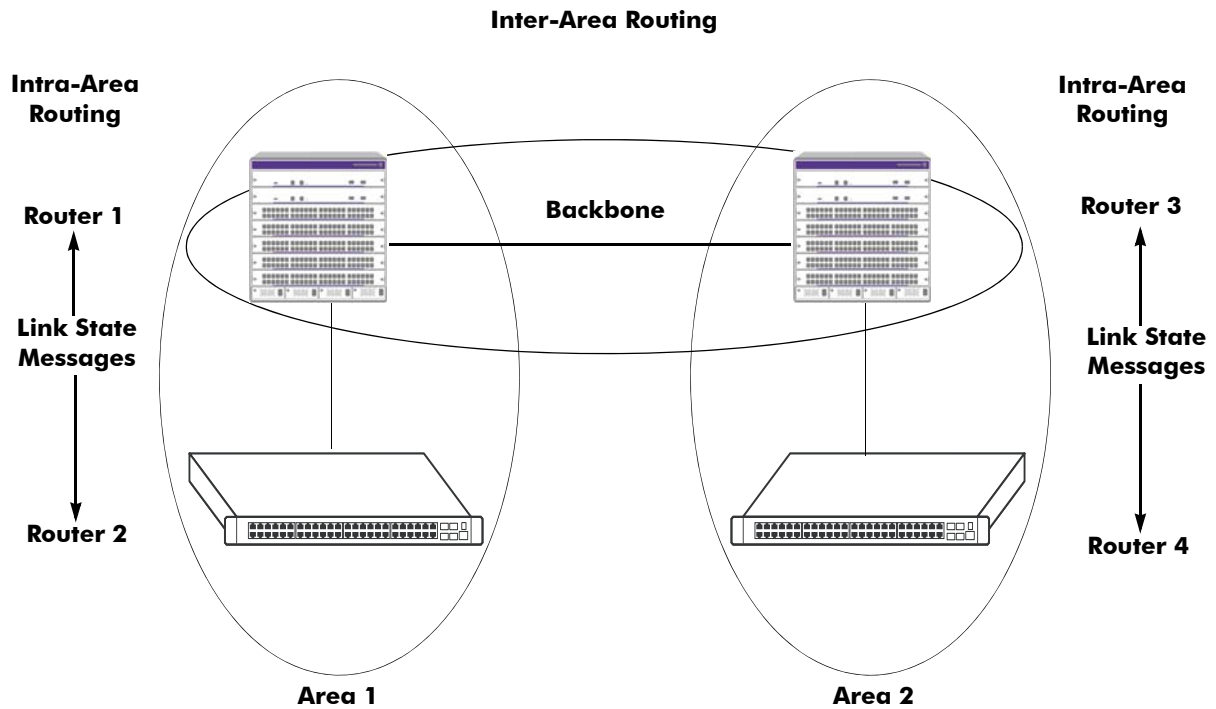 Inter-Area Routing
Intra-Area
Routing
Intra-Area
Routing
Router 1
Backbone
Router 3
Link State
Messages
Link State
Messages
Router 2
Router 4
Area 1
Area 2